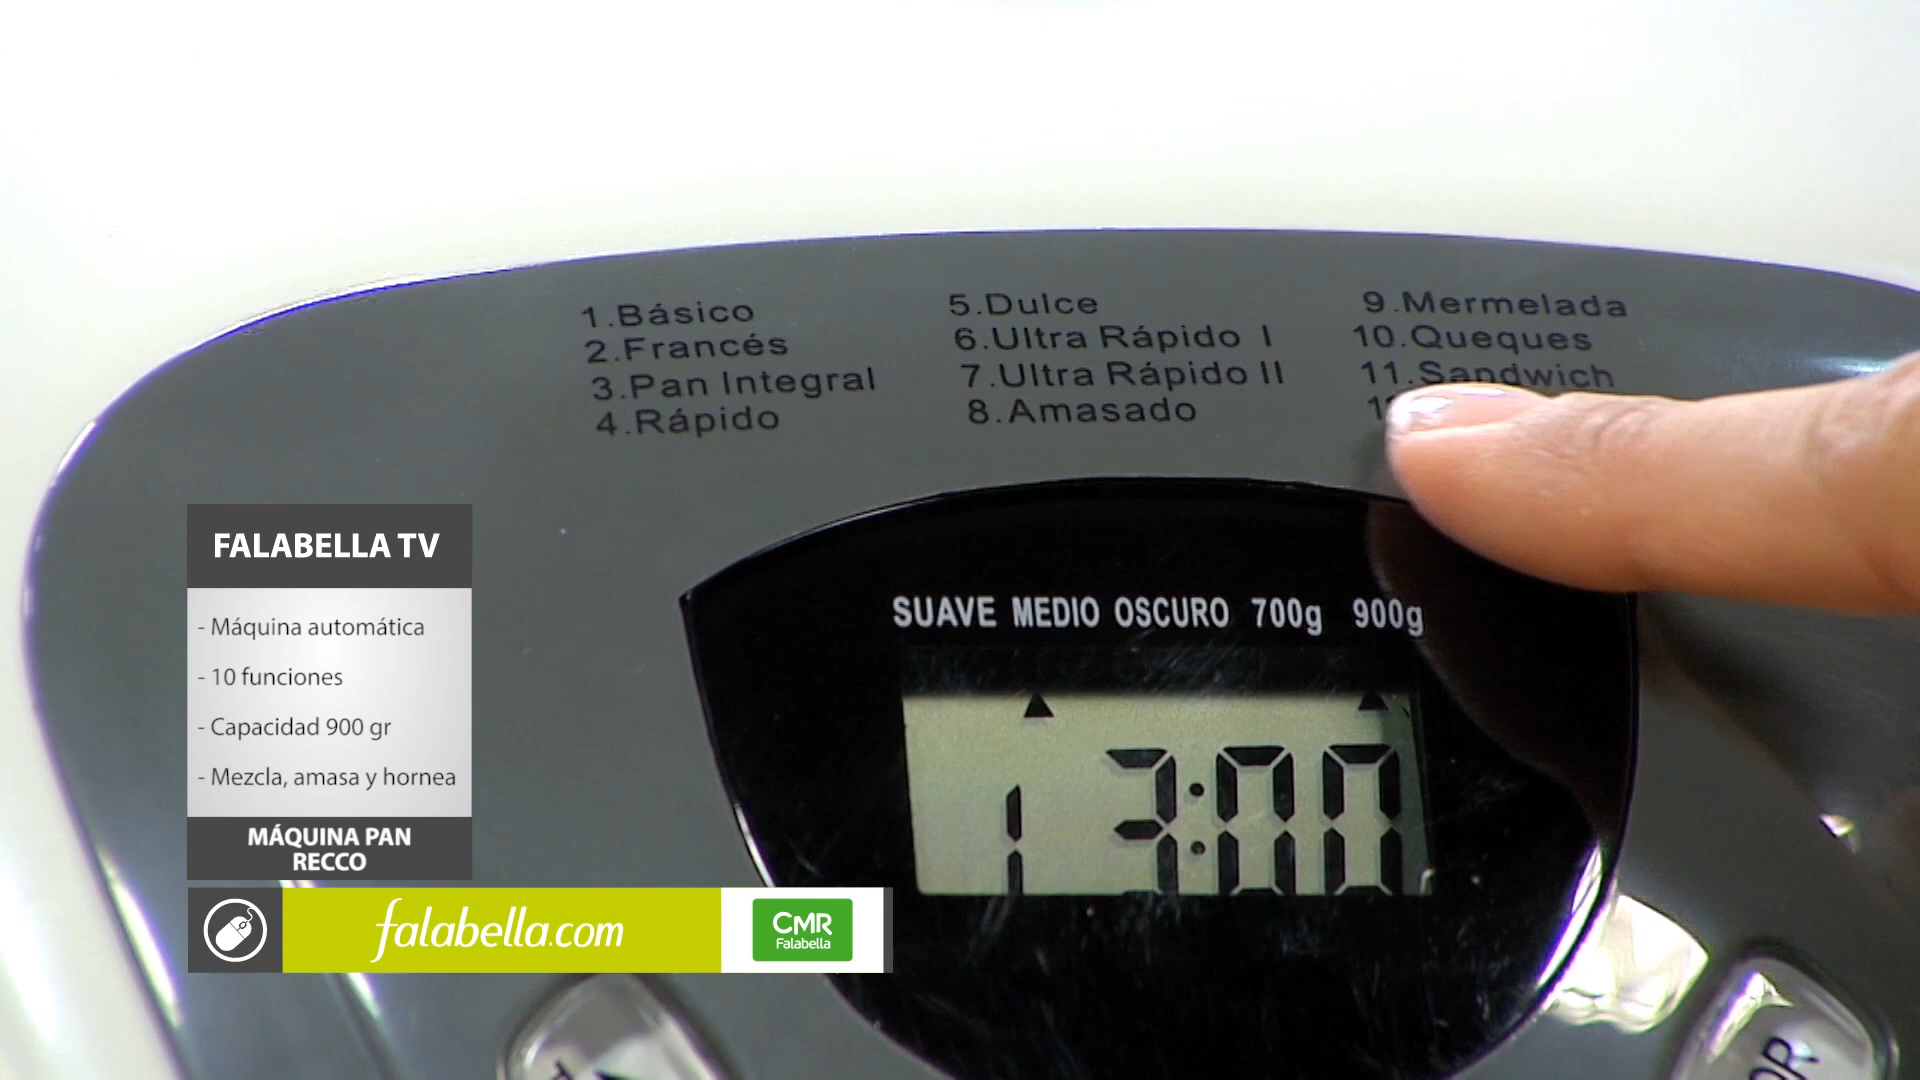 1.Básico
2.Francés
3.Pan Integral
4.Rápido
5.Dulce
6.Ultra Rápido I
7.Ultra Rápido II
8.Amasado
9.Mermelada
10.Queques
11.Sandwich
SUAVE MEDIO OSCURO 700g 900g
1 3:00
FALABELLA TV
- Máquina automática
- 10 funciones
- Capacidad 900 gr
- Mezcla, amasa y hornea
MÁQUINA PAN
RECCO
falabella.com
CMR
Falabella